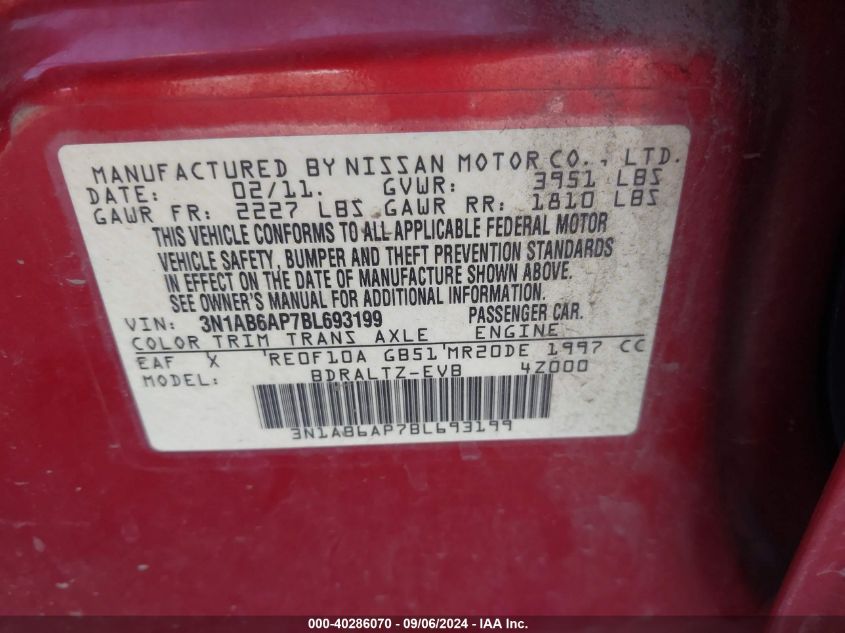 MANUFACTURED BY NISSAN MOTOR CO., LTD.
DATE: 02/11. GVWR: 3951 LBS
GAWR FR: 2227 LBS GAWR RR: 1810 LBS
THIS VEHICLE CONFORMS TO ALL APPLICABLE FEDERAL MOTOR
VEHICLE SAFETY, BUMPER AND THEFT PREVENTION STANDARDS
IN EFFECT ON THE DATE OF MANUFACTURE SHOWN ABOVE.
SEE OWNER'S MANUAL FOR ADDITIONAL INFORMATION.
VIN: 3N1AB6AP7BL693199 PASSENGER CAR.
COLOR TRIM TRANS AXLE ENGINE
EAF X RE0F10A GB51 MR20DE 1997 CC
MODEL: BDRALTZ-EVB 4Z000
3N1AB6AP7BL693199
000-40286070 - 09/06/2024 - IAA Inc.